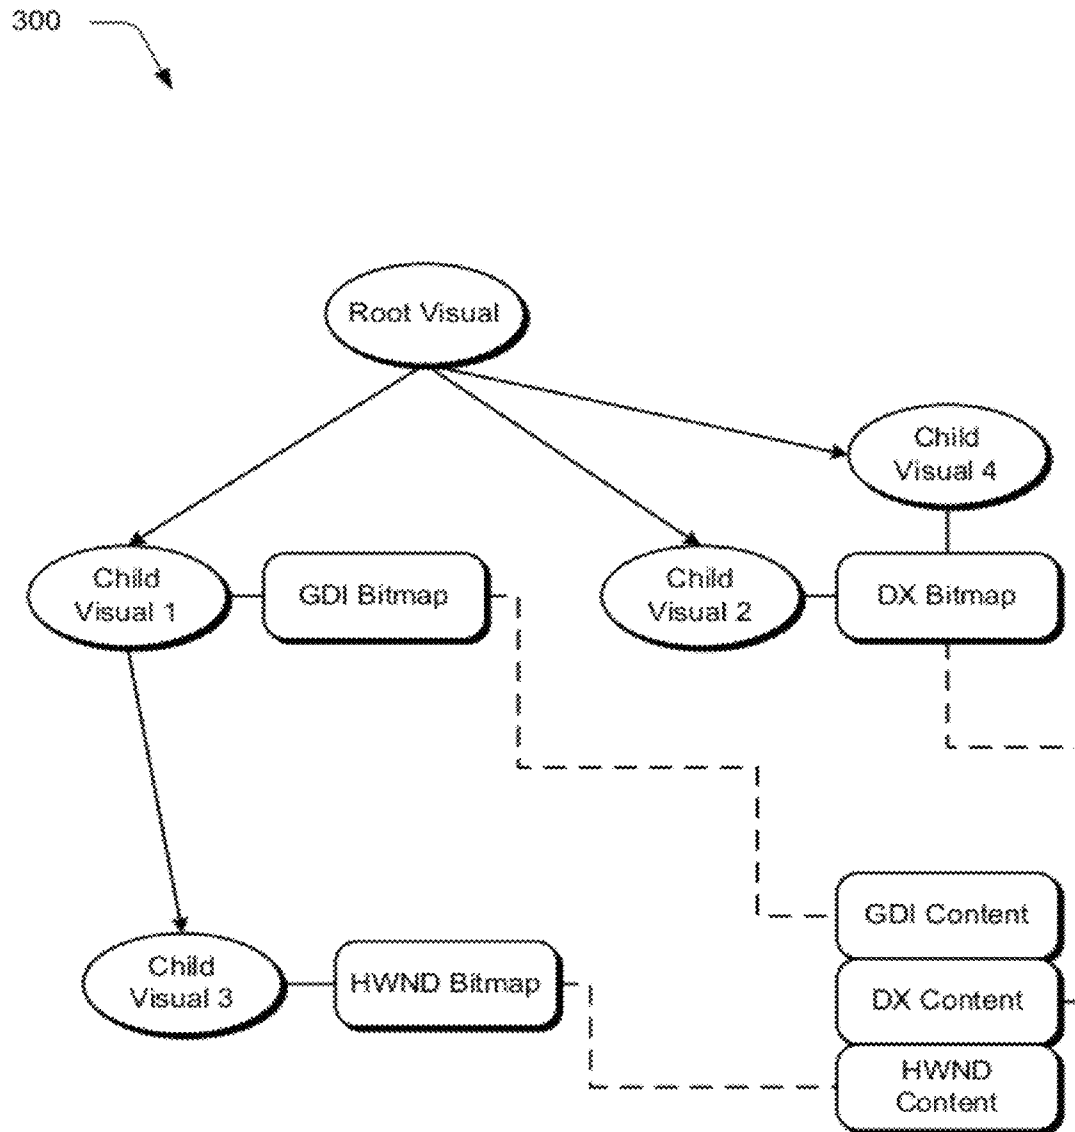 300
Root Visual
Child
Visual 4
Child
Visual 1
GDI Bitmap
Child
Visual 2
DX Bitmap
GDI Content
Child
Visual 3
HWND Bitmap
DX Content
HWND
Content